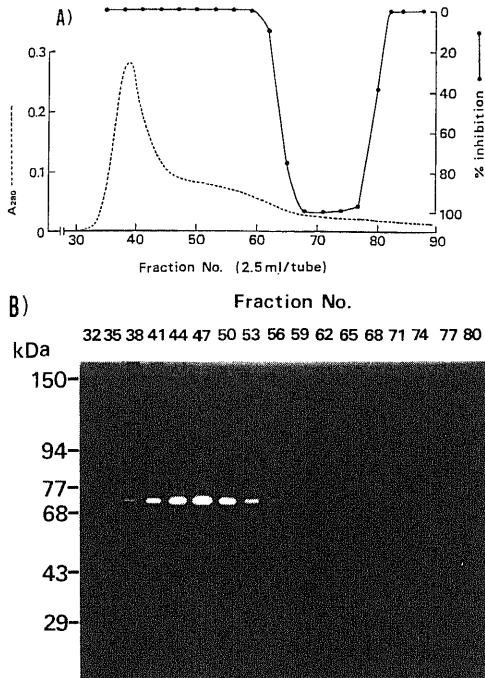 A)
0.3
0.2
0.1
0
A280
0
20
40
60
80
100
% inhibition
30 40 50 60 70 80 90
Fraction No. (2.5ml/tube)
B)
Fraction No.
32 35 38 41 44 47 50 53 56 59 62 65 68 71 74 77 80
kDa
150
94
77
68
43
29